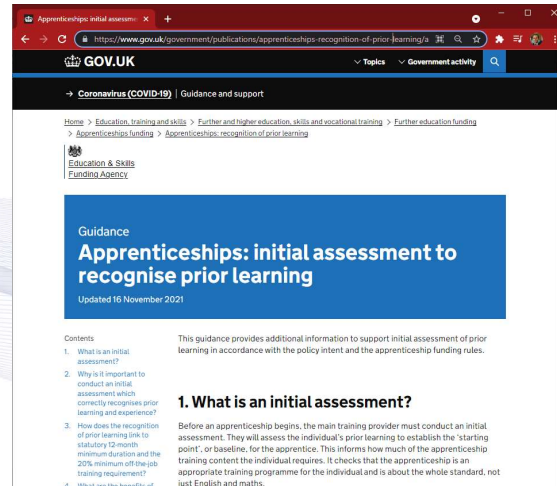 Apprenticeships: initial assessme
https://www.gov.uk/government/publications/apprenticeships-recognition-of-prior-learning/a
GOV.UK
Topics
Government activity
→ Coronavirus (COVID-19) | Guidance and support
Home > Education, training and skills > Further and higher education, skills and vocational training > Further education funding
> Apprenticeships funding > Apprenticeships: recognition of prior learning
Education & Skills
Funding Agency
Guidance
Apprenticeships: initial assessment to
recognise prior learning
Updated 16 November 2021
Contents
1. What is an initial
assessment?
2. Why is it important to
conduct an initial
assessment which
correctly recognises prior
learning and experience?
3. How does the recognition
of prior learning link to
statutory 12-month
minimum duration and the
20% minimum off-the-job
training requirement?
4. What are the benefits of
This guidance provides additional information to support initial assessment of prior
learning in accordance with the policy intent and the apprenticeship funding rules.
1. What is an initial assessment?
Before an apprenticeship begins, the main training provider must conduct an initial
assessment. They will assess the individual's prior learning to establish the 'starting
point', or baseline, for the apprentice. This informs how much of the apprenticeship
training content the individual requires. It checks that the apprenticeship is an
appropriate training programme for the individual and is about the whole standard, not
just English and maths.